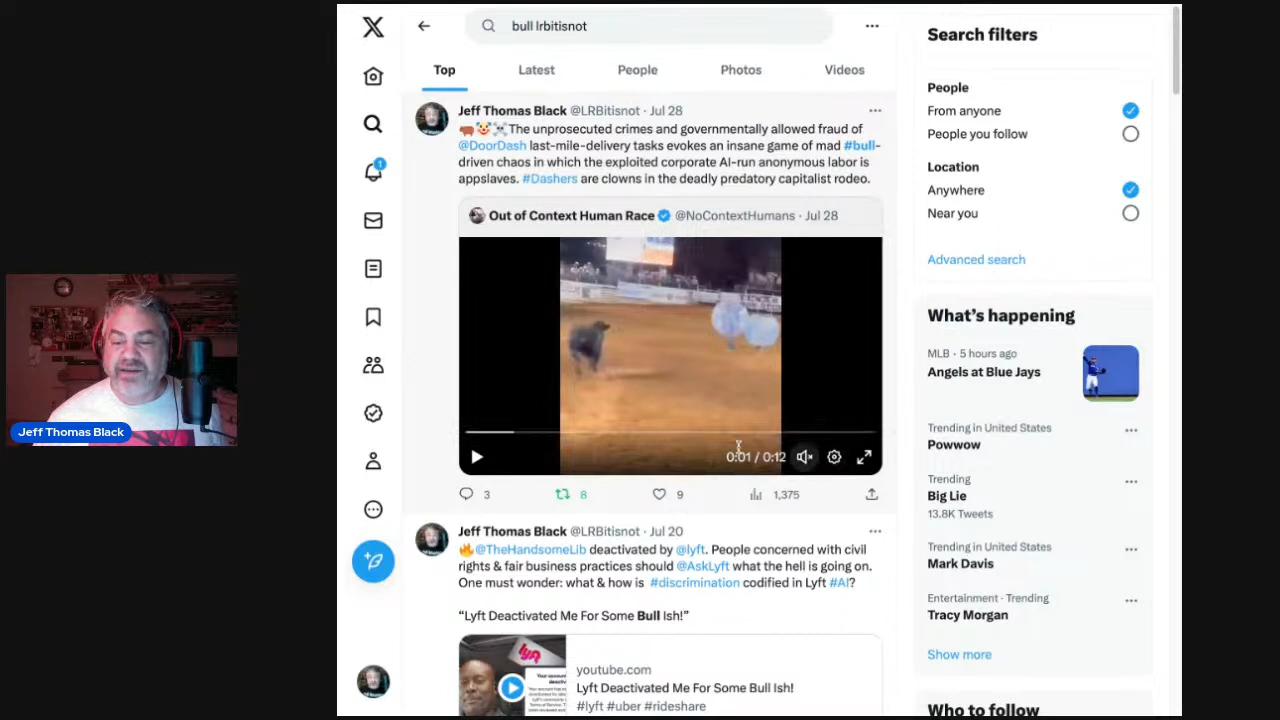 bull lrbitisnot
Top
Latest
People
Photos
Videos
Jeff Thomas Black @LRBitisnot · Jul 28
🐂🤡☠️The unprosecuted crimes and governmentally allowed fraud of
@DoorDash last-mile-delivery tasks evokes an insane game of mad #bull-
driven chaos in which the exploited corporate AI-run anonymous labor is
appslaves. #Dashers are clowns in the deadly predatory capitalist rodeo.
Out of Context Human Race @NoContextHumans · Jul 28
0:01 / 0:12
3
8
9
1,375
Jeff Thomas Black @LRBitisnot · Jul 20
🔥@TheHandsomeLib deactivated by @lyft. People concerned with civil
rights & fair business practices should @AskLyft what the hell is going on.
One must wonder: what & how is #discrimination codified in Lyft #AI?
“Lyft Deactivated Me For Some Bull Ish!”
lyft
youtube.com
Lyft Deactivated Me For Some Bull Ish!
#lyft #uber #rideshare
Search filters
People
From anyone
People you follow
Location
Anywhere
Near you
Advanced search
What’s happening
MLB · 5 hours ago
Angels at Blue Jays
Trending in United States
Powwow
Trending
Big Lie
13.8K Tweets
Trending in United States
Mark Davis
Entertainment · Trending
Tracy Morgan
Show more
Who to follow
1
Jeff Thomas Black